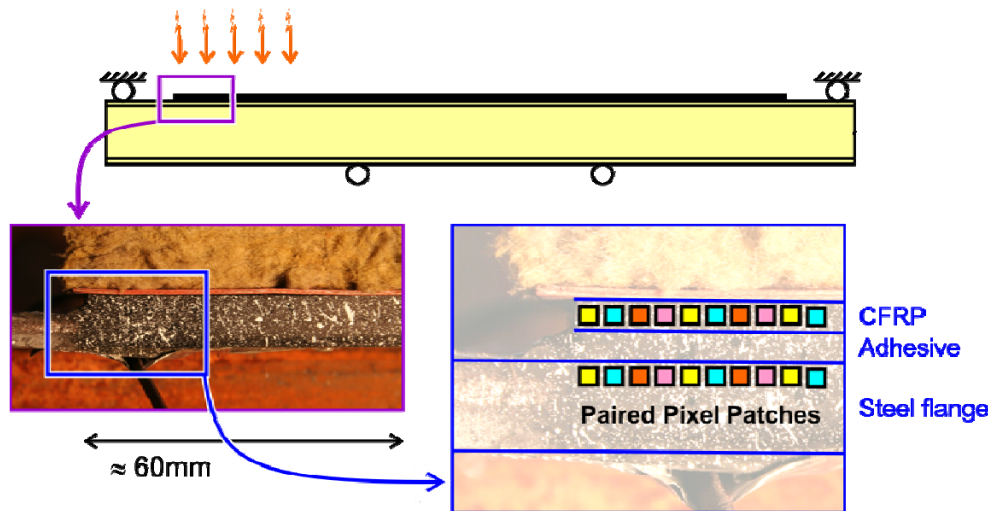 CFRP
Adhesive
Paired Pixel Patches
Steel flange
≈ 60mm